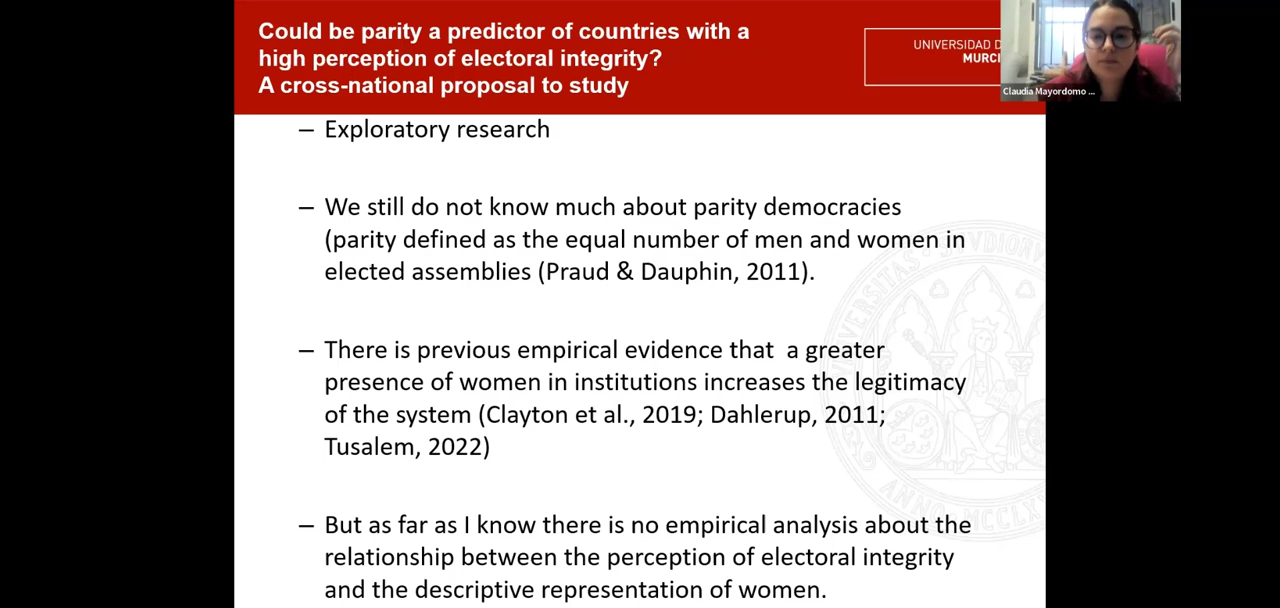 Could be parity a predictor of countries with a
high perception of electoral integrity?
A cross-national proposal to study
UNIVERSIDAD D
MURCI
Claudia Mayordomo ...
– Exploratory research
– We still do not know much about parity democracies
(parity defined as the equal number of men and women in
elected assemblies (Praud & Dauphin, 2011).
– There is previous empirical evidence that  a greater
presence of women in institutions increases the legitimacy
of the system (Clayton et al., 2019; Dahlerup, 2011;
Tusalem, 2022)
– But as far as I know there is no empirical analysis about the
relationship between the perception of electoral integrity
and the descriptive representation of women.